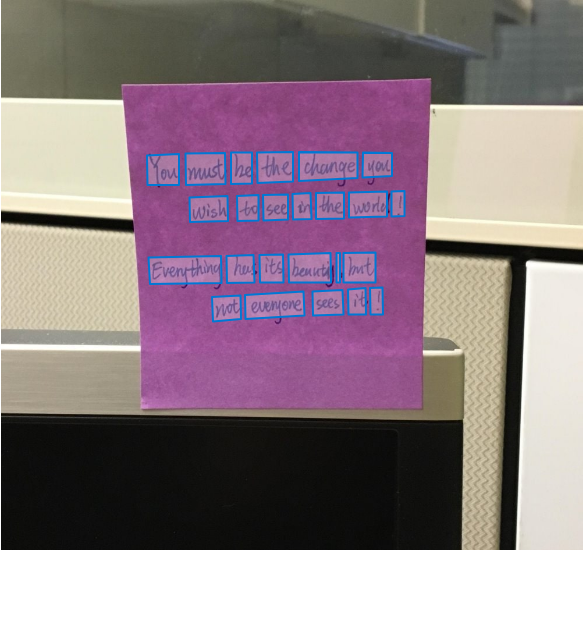 You must be the change you
wish to see in the world!
Everything has its beauty, but
not everyone sees it!